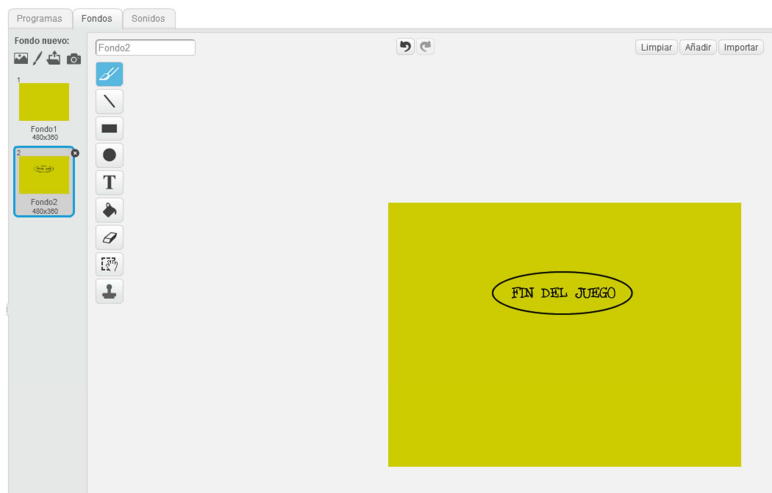 Programas
Fondos
Sonidos
Fondo nuevo:
Fondo2
Limpiar
Añadir
Importar
1
Fondo1
480x360
2
Fondo2
480x360
T
FIN DEL JUEGO